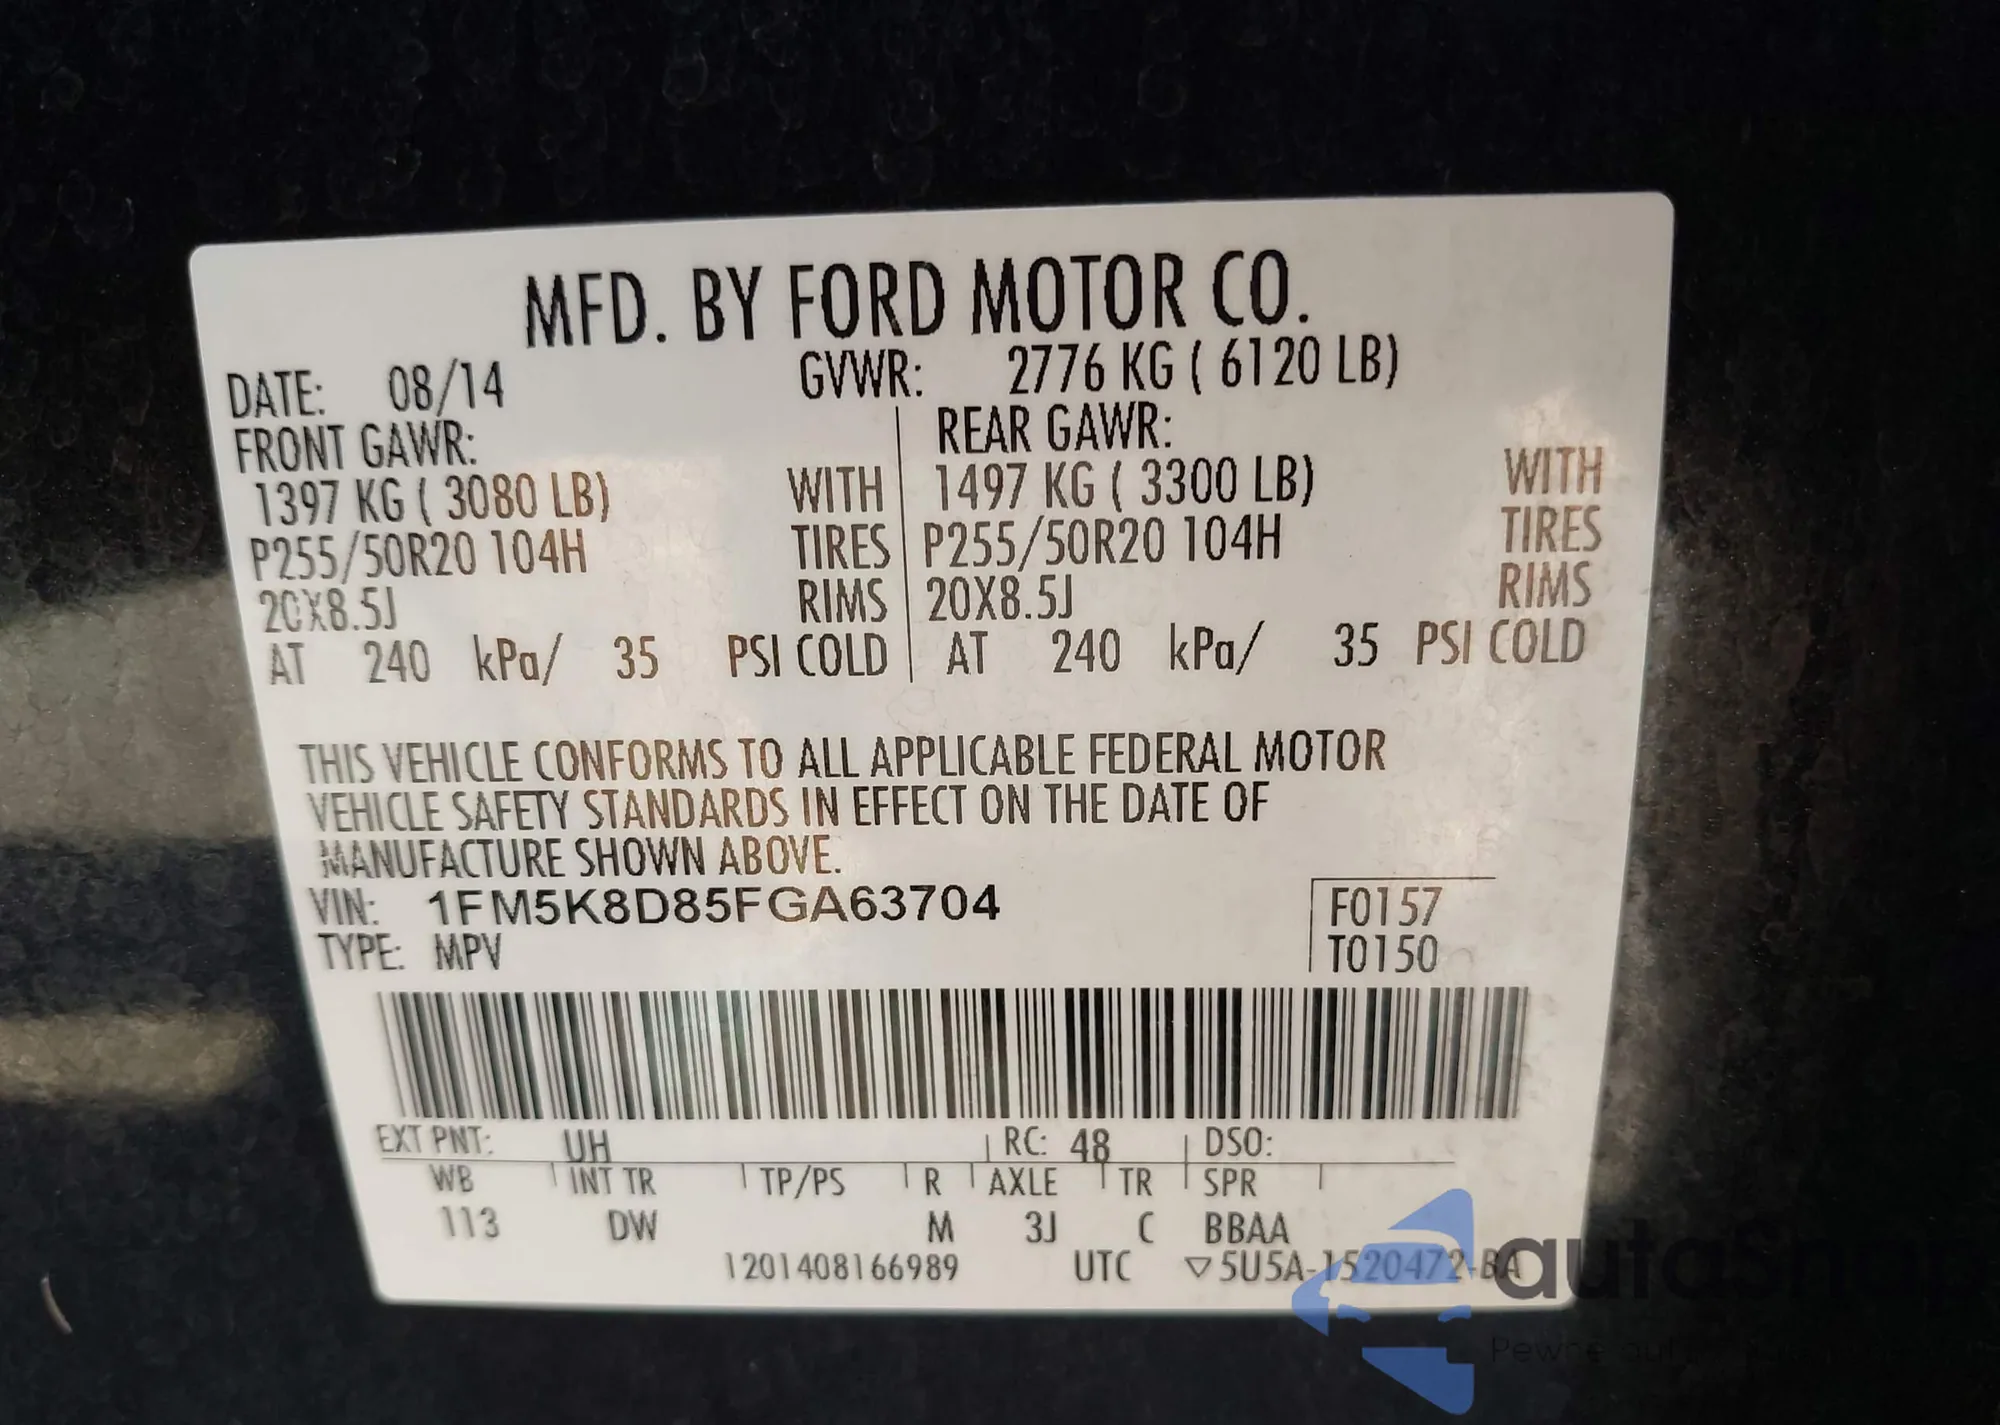 MFD. BY FORD MOTOR CO.
DATE: 08/14 GVWR: 2776 KG ( 6120 LB)
FRONT GAWR: REAR GAWR:
1397 KG ( 3080 LB) WITH 1497 KG ( 3300 LB) WITH
P255/50R20 104H TIRES P255/50R20 104H TIRES
20X8.5J RIMS 20X8.5J RIMS
AT 240 kPa/ 35 PSI COLD AT 240 kPa/ 35 PSI COLD
THIS VEHICLE CONFORMS TO ALL APPLICABLE FEDERAL MOTOR
VEHICLE SAFETY STANDARDS IN EFFECT ON THE DATE OF
MANUFACTURE SHOWN ABOVE.
VIN: 1FM5K8D85FGA63704 F0157
TYPE: MPV T0150
EXT PNT: UH RC: 48 DSO:
WB INT TR TP/PS R AXLE TR SPR
113 DW M 3J C BBAA
1201408166989 UTC ▽5U5A-1520472-BA